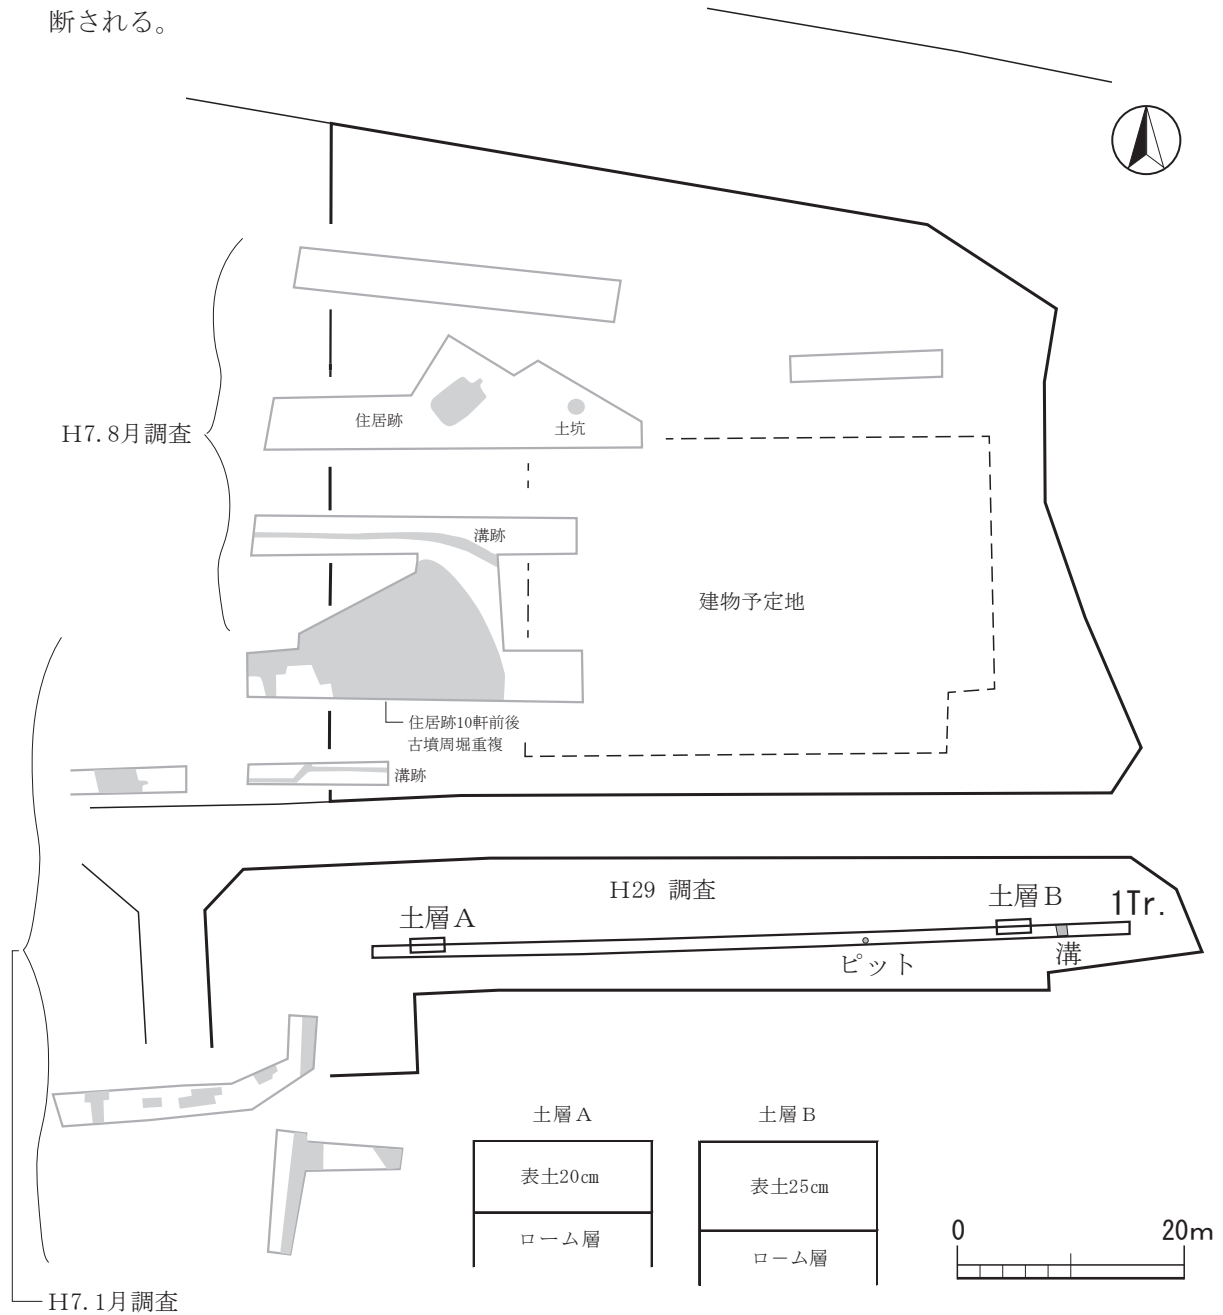 断される。
住居跡
土坑
H7.8月調査
溝跡
建物予定地
住居跡10軒前後
古墳周堀重複
溝跡
H29 調査
土層A
土層B
1Tr.
ピット
溝
土層A
土層B
表土20㎝
表土25㎝
ローム層
ローム層
0
20m
H7.1月調査